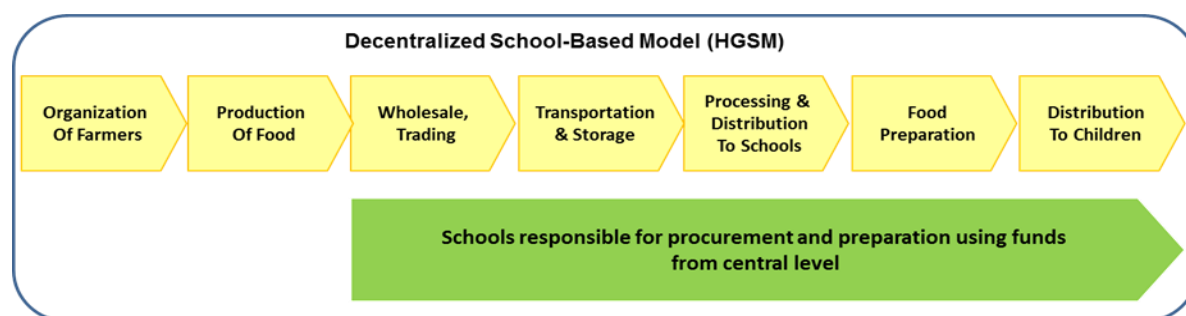 Decentralized School-Based Model (HGSM)
Organization
Of Farmers
Production
Of Food
Wholesale,
Trading
Transportation
& Storage
Processing &
Distribution
To Schools
Food
Preparation
Distribution
To Children
Schools responsible for procurement and preparation using funds
from central level